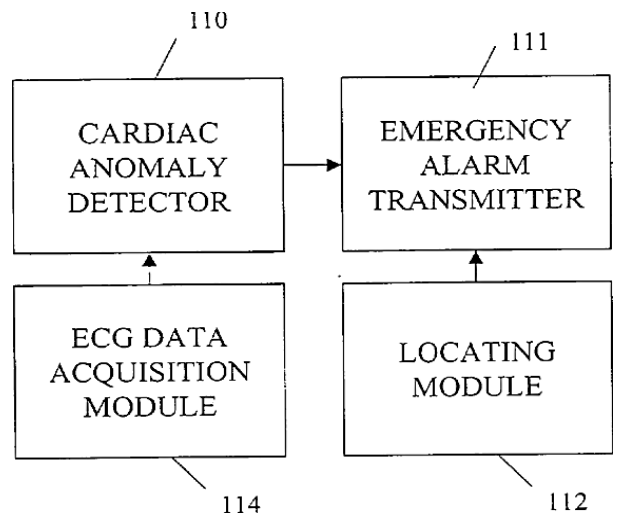 110
111
CARDIAC
ANOMALY
DETECTOR
EMERGENCY
ALARM
TRANSMITTER
ECG DATA
ACQUISITION
MODULE
LOCATING
MODULE
114
112